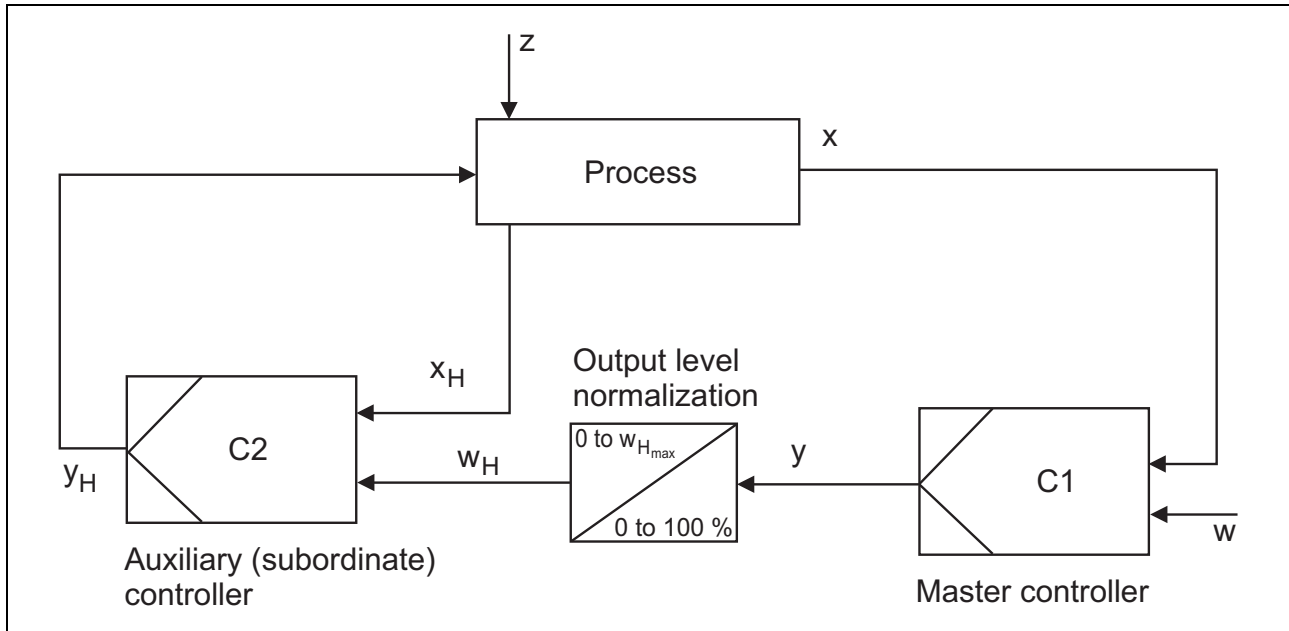 z
x
Process
Output level
normalization
x_H
C2
w_H
0 to w_Hmax
0 to 100 %
y
C1
y_H
w
Auxiliary (subordinate)
controller
Master controller